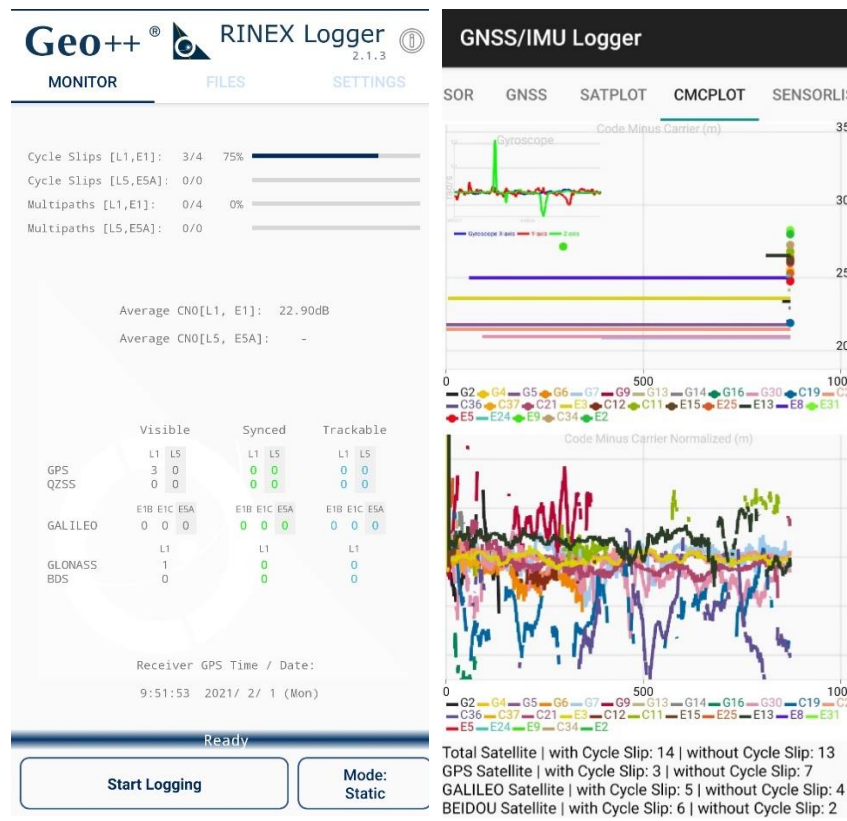 Geo++ ® RINEX Logger
2.1.3
MONITOR FILES SETTINGS
Cycle Slips [L1,E1]: 3/4 75%
Cycle Slips [L5,E5A]: 0/0
Multipaths [L1,E1]: 0/4 0%
Multipaths [L5,E5A]: 0/0
Average CN0[L1, E1]: 22.90dB
Average CN0[L5, E5A]: -
Visible Synced Trackable
L1 L5 L1 L5 L1 L5
GPS 3 0 0 0 0 0
QZSS 0 0 0 0 0 0
E1B E1C E5A E1B E1C E5A E1B E1C E5A
GALILEO 0 0 0 0 0 0 0 0 0
L1 L1 L1
GLONASS 1 0 0
BDS 0 0 0
Receiver GPS Time / Date:
9:51:53 2021/ 2/ 1 (Mon)
Ready
Start Logging
Mode:
Static
GNSS/IMU Logger
SOR GNSS SATPLOT CMCPLOT SENSORLIS
Code Minus Carrier (m)
35
Gyroscope
30
Gyroscope X-axis Y-axis Z-axis
25
20
0 500 100
G2 G4 G5 G6 G7 G9 G13 G14 G16 G30 C19 C2
C36 C37 C21 E3 C12 C11 E15 E25 E13 E8 E31
E5 E24 E9 C34 E2
Code Minus Carrier Normalized (m)
0 500 100
G2 G4 G5 G6 G7 G9 G13 G14 G16 G30 C19 C2
C36 C37 C21 E3 C12 C11 E15 E25 E13 E8 E31
E5 E24 E9 C34 E2
Total Satellite | with Cycle Slip: 14 | without Cycle Slip: 13
GPS Satellite | with Cycle Slip: 3 | without Cycle Slip: 7
GALILEO Satellite | with Cycle Slip: 5 | without Cycle Slip: 4
BEIDOU Satellite | with Cycle Slip: 6 | without Cycle Slip: 2